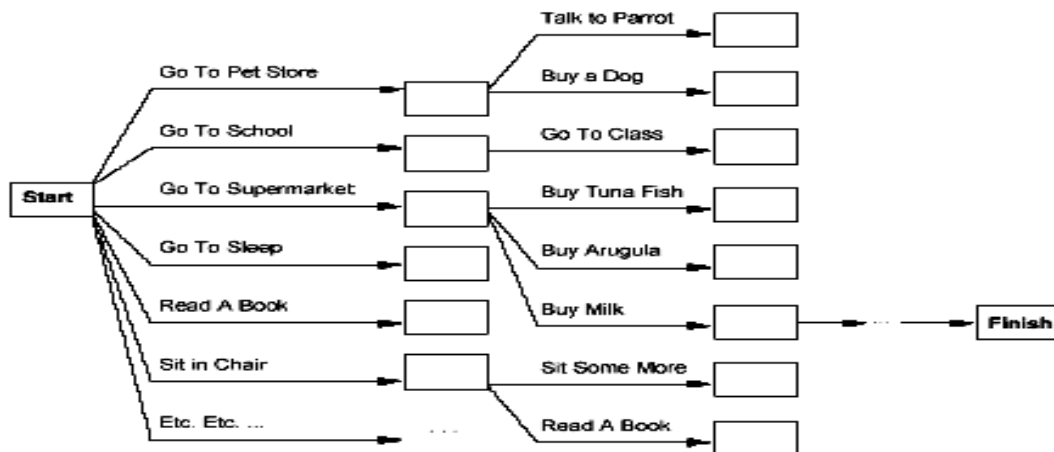 Talk to Parrot
Go To Pet Store
Buy a Dog
Go To School
Go To Class
Start
Go To Supermarket
Buy Tuna Fish
Go To Sleep
Buy Arugula
Read A Book
Buy Milk
...
Finish
Sit in Chair
Sit Some More
Etc. Etc. ...
...
Read A Book